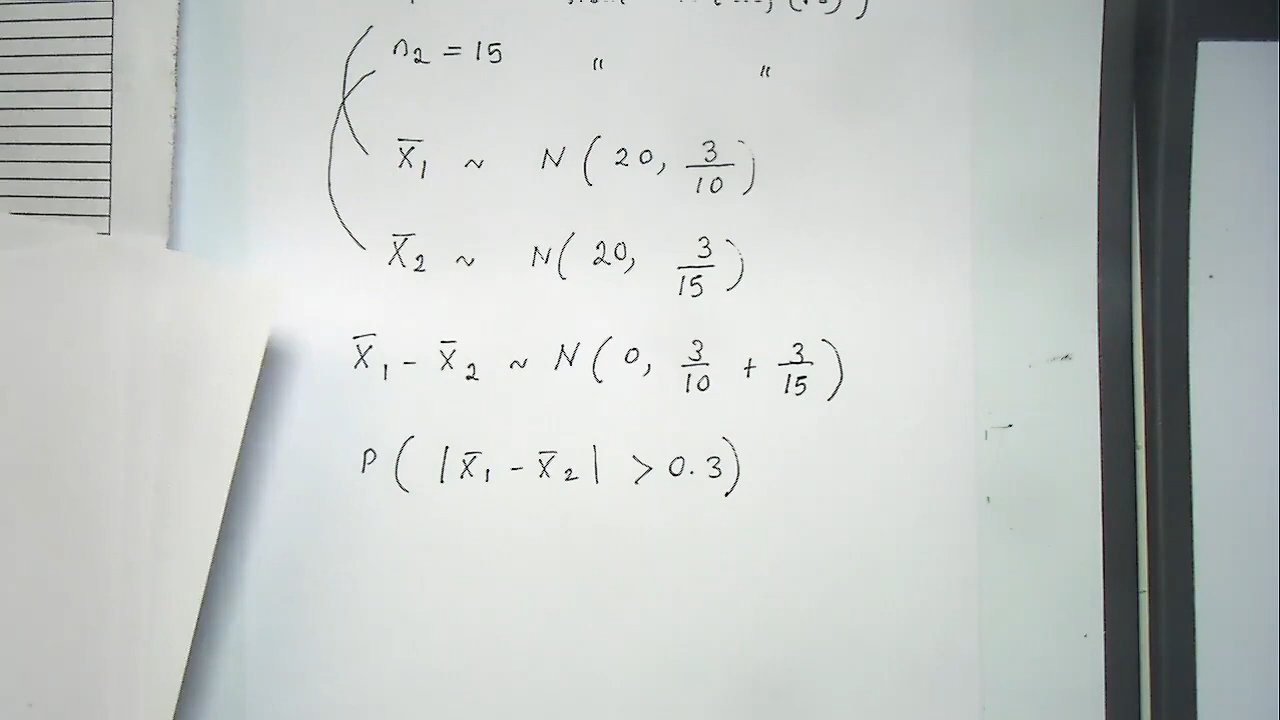 n₂ = 15 " "
X̄₁ ~ N(20, 3/10)
X̄₂ ~ N(20, 3/15)
X̄₁ - X̄₂ ~ N(0, 3/10 + 3/15)
P(|X̄₁ - X̄₂| > 0.3)